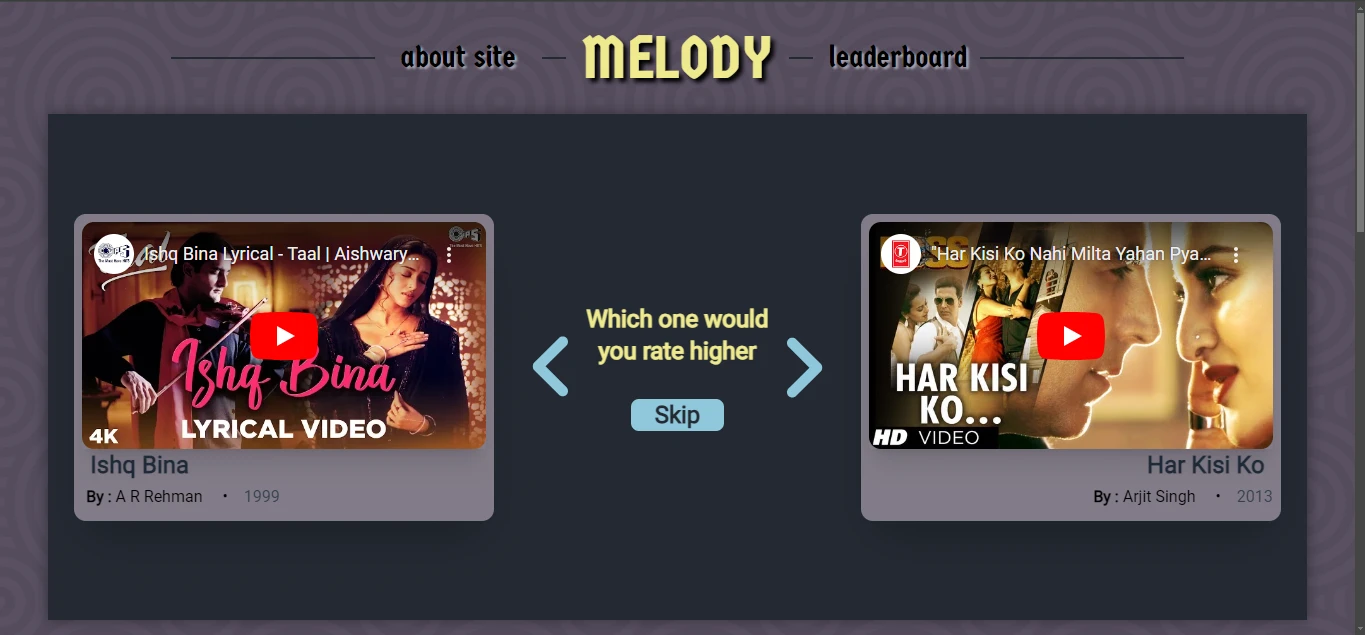 about site
MELODY
leaderboard
Ishq Bina Lyrical - Taal | Aishwary...
Ishq Bina
LYRICAL VIDEO
4K
Ishq Bina
By : A R Rehman • 1999
Which one would
you rate higher
Skip
"Har Kisi Ko Nahi Milta Yahan Pya...
HAR KISI
KO...
HD VIDEO
Har Kisi Ko
By : Arjit Singh • 2013